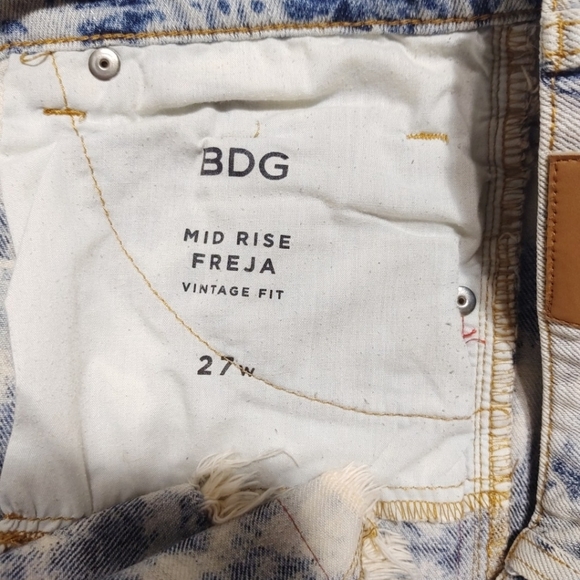 BDG
MID RISE
FREJA
VINTAGE FIT
27w